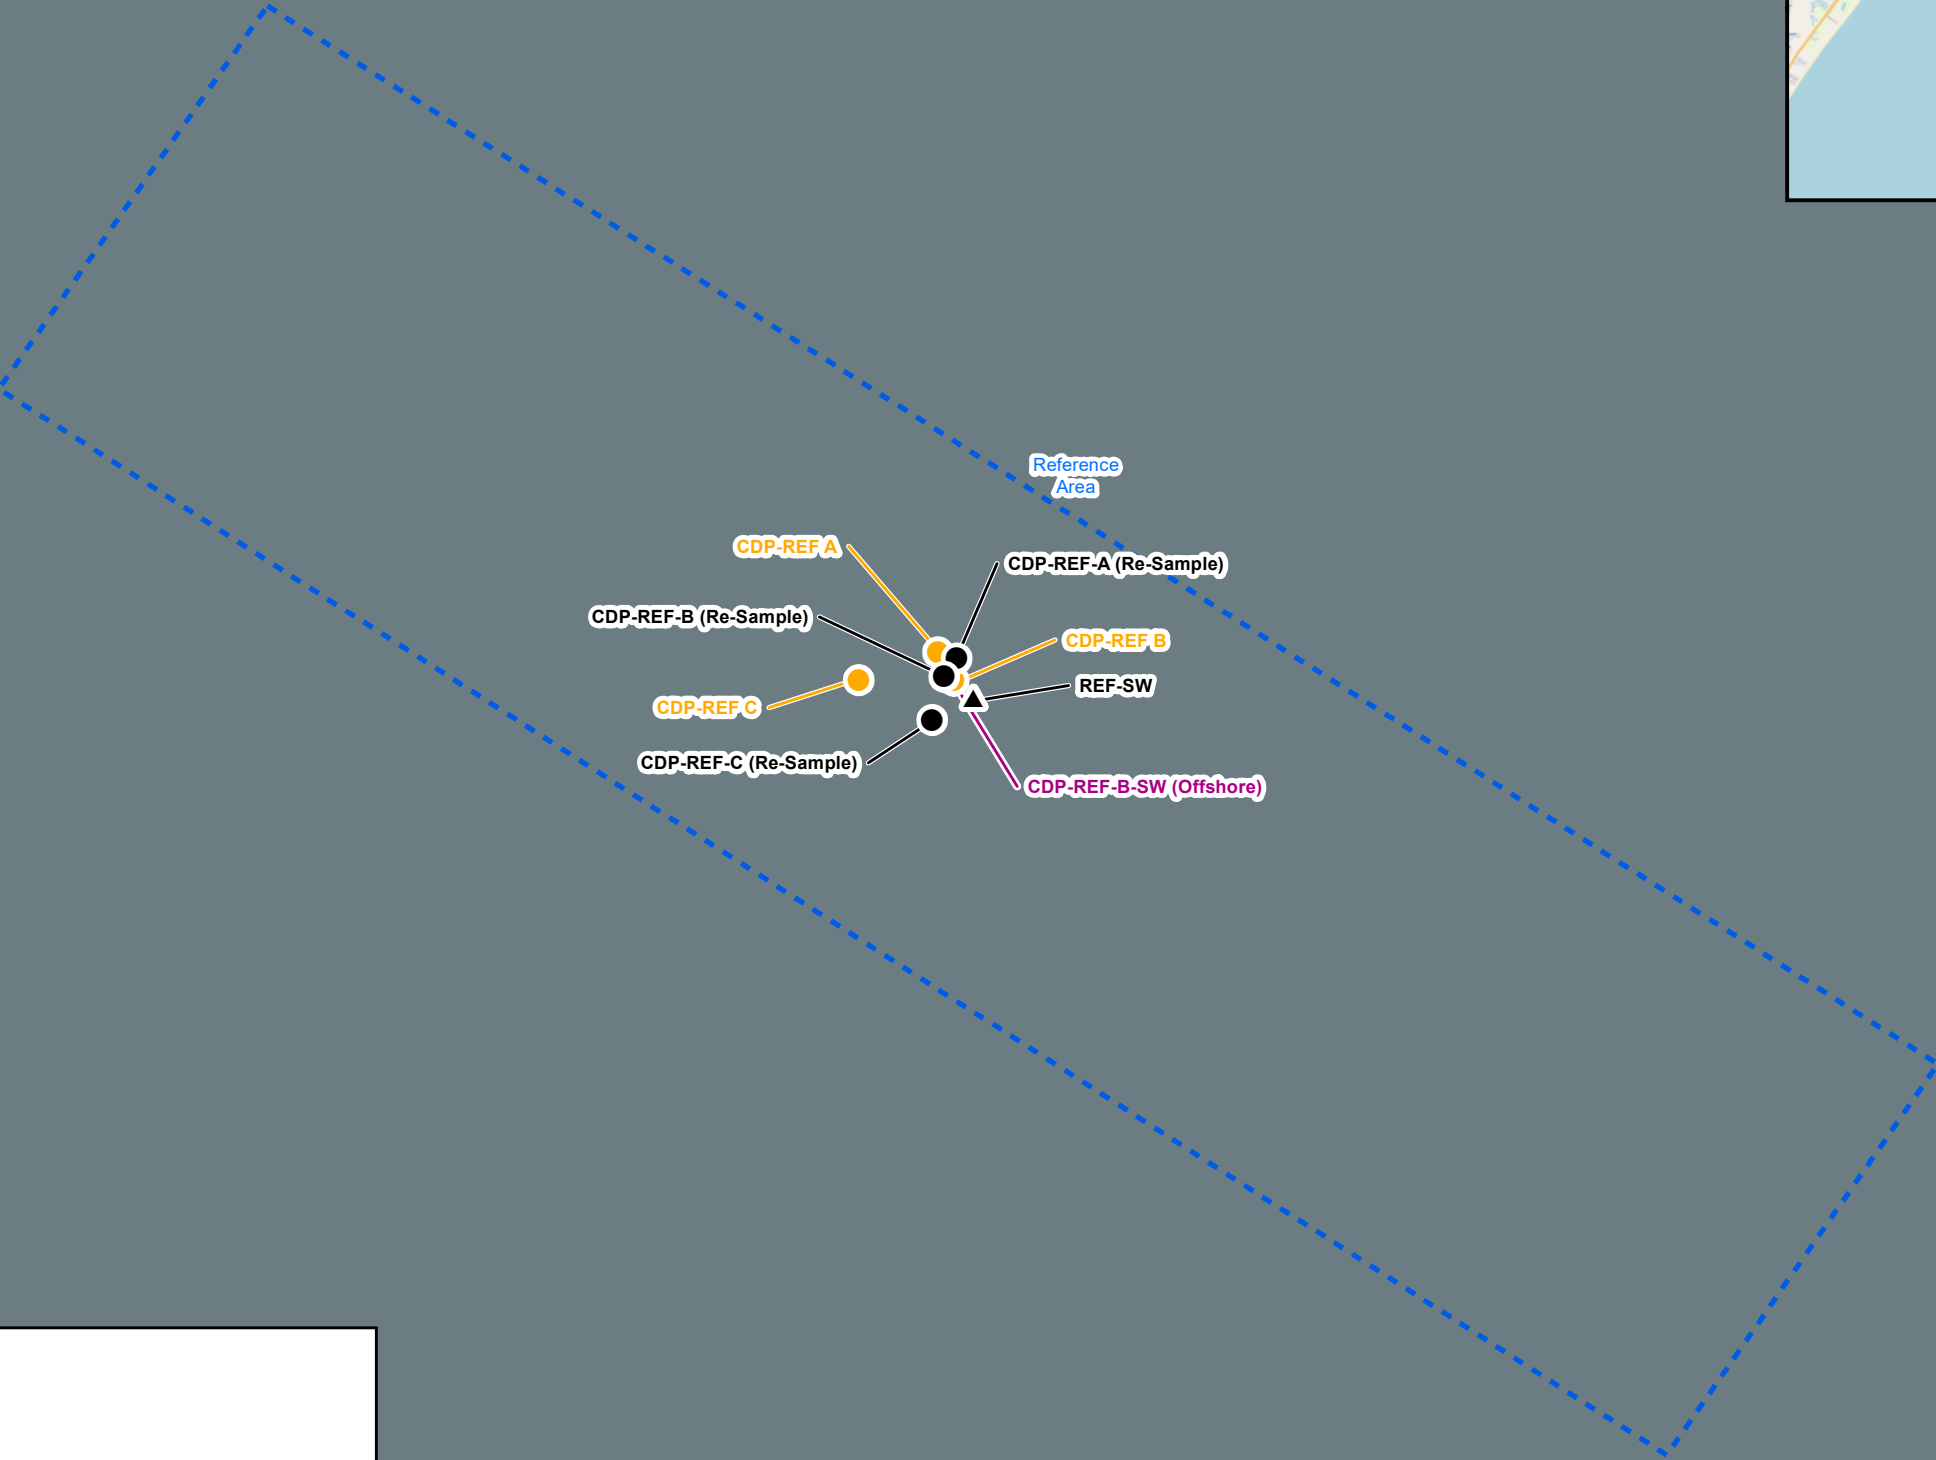 Reference
Area
CDP-REF A
CDP-REF-A (Re-Sample)
CDP-REF-B (Re-Sample)
CDP-REF B
REF-SW
CDP-REF C
CDP-REF-C (Re-Sample)
CDP-REF-B-SW (Offshore)